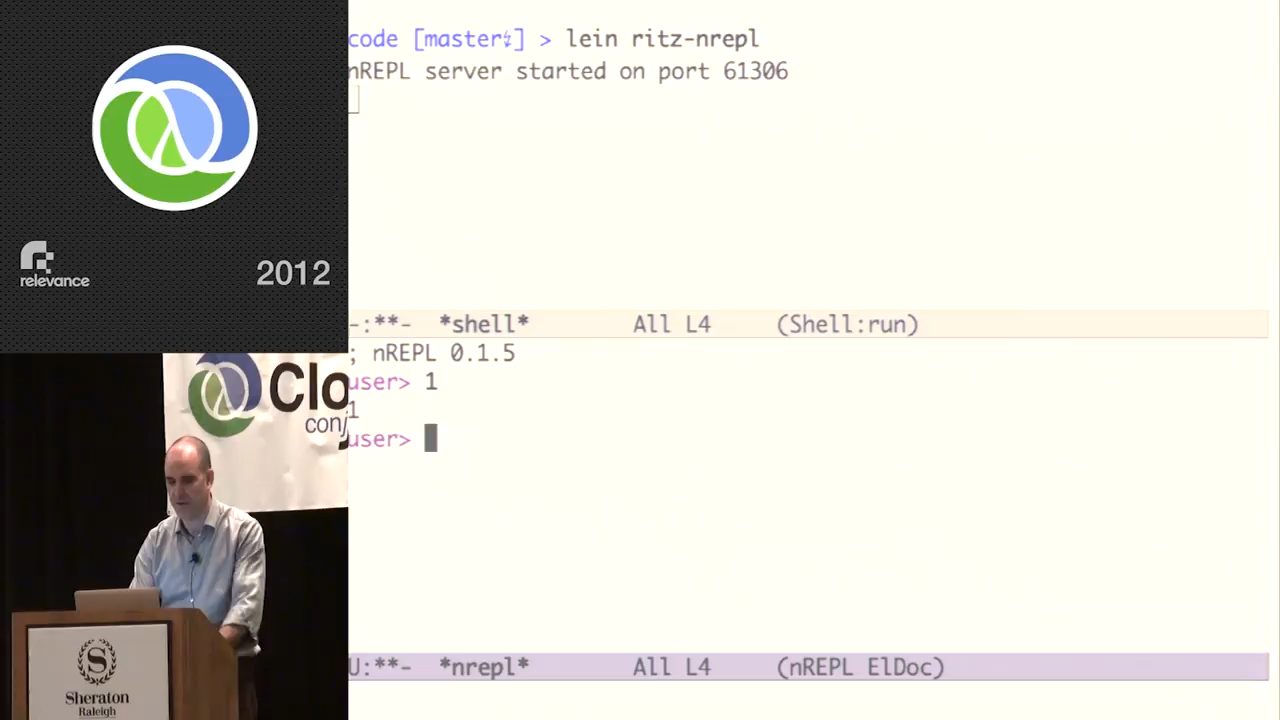 code [master⚡] > lein ritz-nrepl
nREPL server started on port 61306
-:**-  *shell*        All L4     (Shell:run)
; nREPL 0.1.5
user> 1
1
user>
U:**-  *nrepl*        All L4     (nREPL ElDoc)
relevance
2012
Clo
conj
S
Sheraton
Raleigh